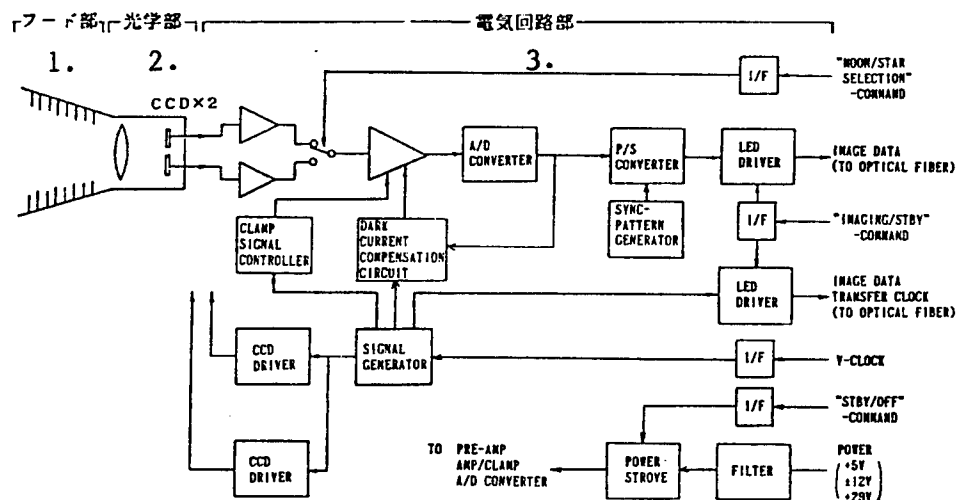 フード部 光学部 電気回路部
1. 2. 3.
CCD×2
I/F
"MOON/STAR
SELECTION"
-COMMAND
A/D
CONVERTER
P/S
CONVERTER
LED
DRIVER
IMAGE DATA
(TO OPTICAL FIBER)
CLAMP
SIGNAL
CONTROLLER
DARK
CURRENT
COMPENSATION
CIRCUIT
SYNC-
PATTERN
GENERATOR
I/F
"IMAGING/STBY"
-COMMAND
LED
DRIVER
IMAGE DATA
TRANSFER CLOCK
(TO OPTICAL FIBER)
CCD
DRIVER
SIGNAL
GENERATOR
I/F
V-CLOCK
I/F
"STBY/OFF"
-COMMAND
CCD
DRIVER
TO PRE-AMP
AMP/CLAMP
A/D CONVERTER
POWER
STROVE
FILTER
POWER
+5V
±12V
+29V